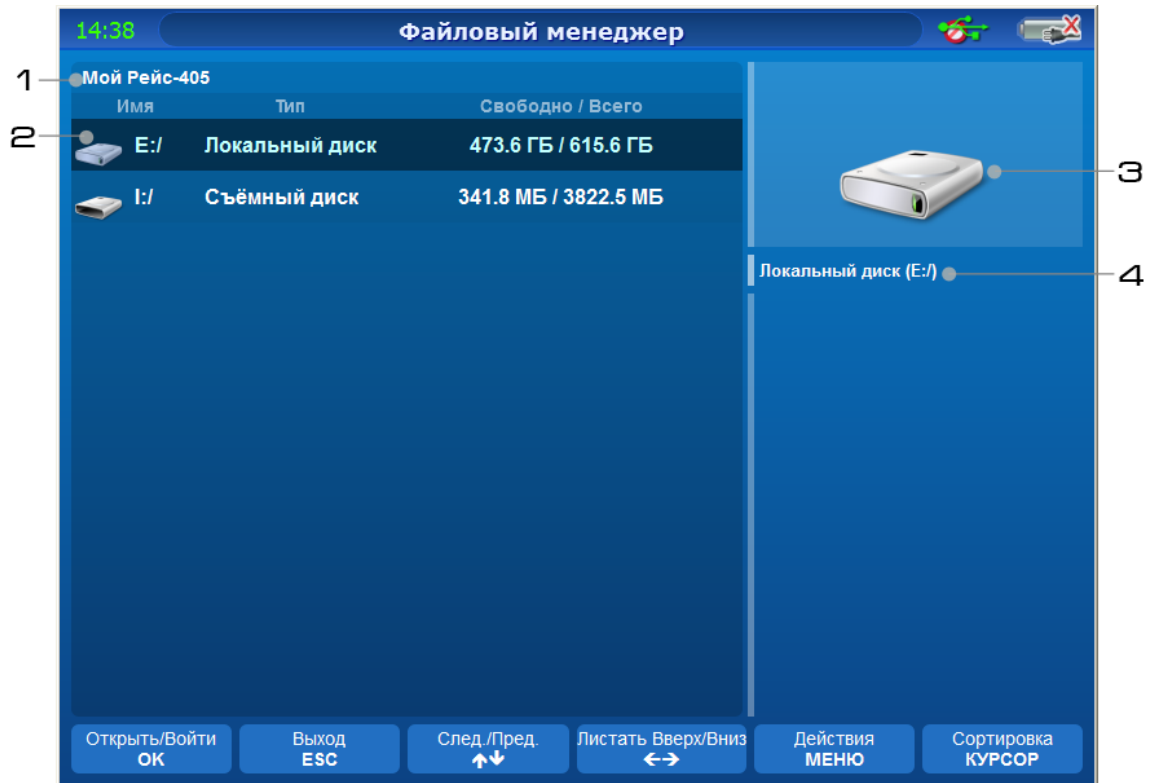 14:38 Файловый менеджер
1 Мой Рейс-405
Имя Тип Свободно / Всего
2 E:/ Локальный диск 473.6 ГБ / 615.6 ГБ
3
I:/ Съёмный диск 341.8 МБ / 3822.5 МБ
Локальный диск (E:/) 4
Открыть/Войти Выход След./Пред. Листать Вверх/Вниз Действия Сортировка
OK ESC ↑↓ ←→ МЕНЮ КУРСОР